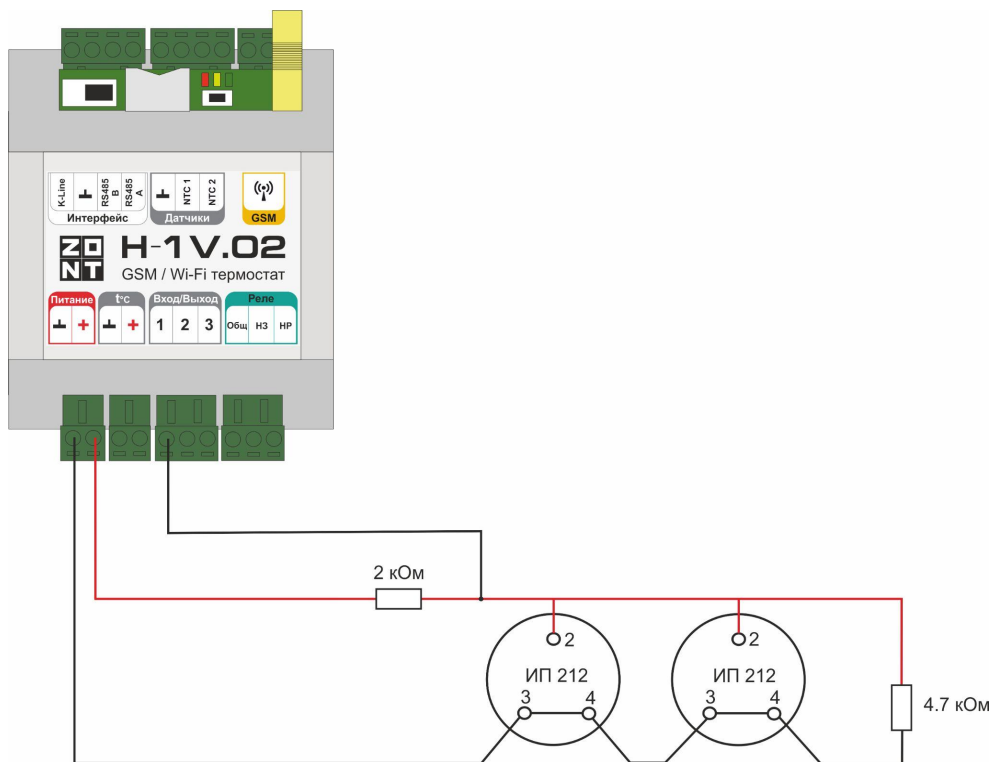 K-Line
RS485 B
RS485 A
NTC 1
NTC 2
Интерфейс
Датчики
GSM
ZONT
H-1V.02
GSM / Wi-Fi термостат
Питание
t°C
Вход/Выход
Реле
+
+
1
2
3
Общ
НЗ
НР
2 кОм
2
2
ИП 212
ИП 212
3
4
3
4
4.7 кОм